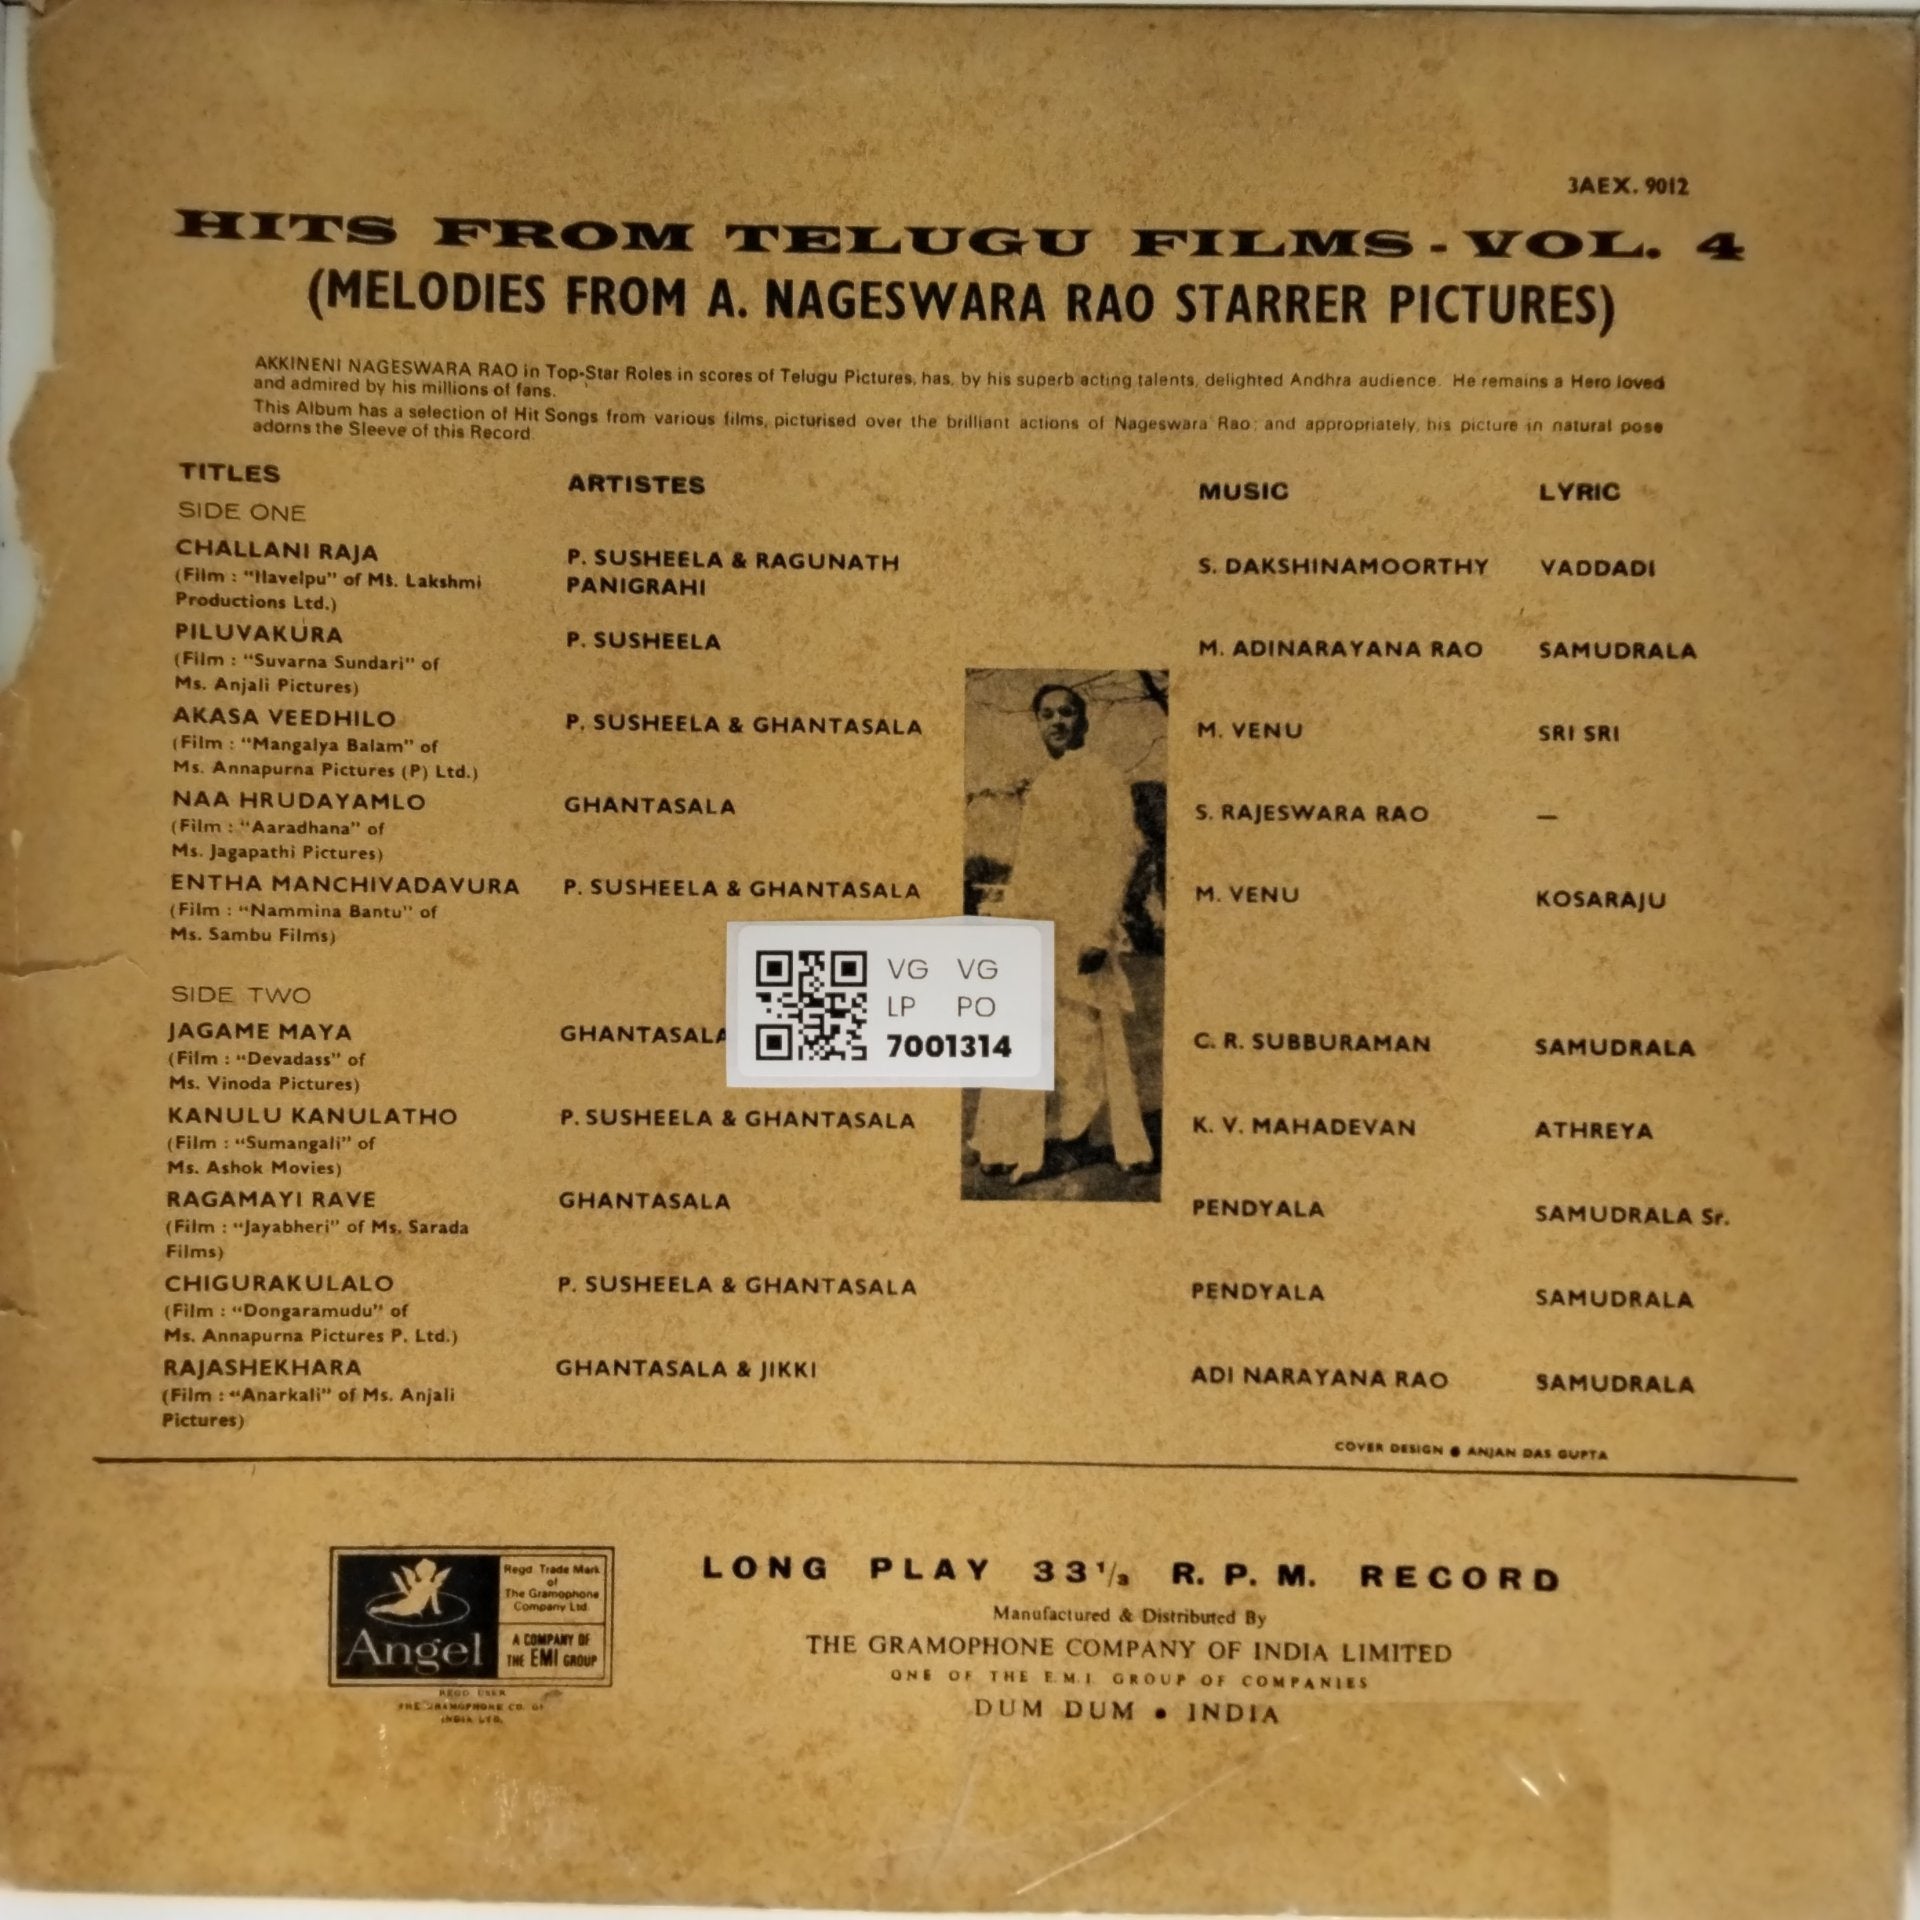 3AEX. 9012
HITS FROM TELUGU FILMS - VOL. 4
(MELODIES FROM A. NAGESWARA RAO STARRER PICTURES)
AKKINENI NAGESWARA RAO in Top-Star Roles in scores of Telugu Pictures, has, by his superb acting talents, delighted Andhra audience. He remains a Hero loved
and admired by his millions of fans.
This Album has a selection of Hit Songs from various films, picturised over the brilliant actions of Nageswara Rao; and appropriately, his picture in natural pose
adorns the Sleeve of this Record.
TITLES ARTISTES MUSIC LYRIC
SIDE ONE
CHALLANI RAJA P. SUSHEELA & RAGUNATH S. DAKSHINAMOORTHY VADDADI
(Film : "Ilavelpu" of Ms. Lakshmi PANIGRAHI
Productions Ltd.)
PILUVAKURA P. SUSHEELA M. ADINARAYANA RAO SAMUDRALA
(Film : "Suvarna Sundari" of
Ms. Anjali Pictures)
AKASA VEEDHILO P. SUSHEELA & GHANTASALA M. VENU SRI SRI
(Film : "Mangalya Balam" of
Ms. Annapurna Pictures (P) Ltd.)
NAA HRUDAYAMLO GHANTASALA S. RAJESWARA RAO —
(Film : "Aaradhana" of
Ms. Jagapathi Pictures)
ENTHA MANCHIVADAVURA P. SUSHEELA & GHANTASALA M. VENU KOSARAJU
(Film : "Nammina Bantu" of
Ms. Sambu Films)
VG VG
LP PO
7001314
SIDE TWO
JAGAME MAYA GHANTASALA C. R. SUBBURAMAN SAMUDRALA
(Film : "Devadass" of
Ms. Vinoda Pictures)
KANULU KANULATHO P. SUSHEELA & GHANTASALA K. V. MAHADEVAN ATHREYA
(Film : "Sumangali" of
Ms. Ashok Movies)
RAGAMAYI RAVE GHANTASALA PENDYALA SAMUDRALA Sr.
(Film : "Jayabheri" of Ms. Sarada
Films)
CHIGURAKULALO P. SUSHEELA & GHANTASALA PENDYALA SAMUDRALA
(Film : "Dongaramudu" of
Ms. Annapurna Pictures P. Ltd.)
RAJASHEKHARA GHANTASALA & JIKKI ADI NARAYANA RAO SAMUDRALA
(Film : "Anarkali" of Ms. Anjali
Pictures)
COVER DESIGN ● ANJAN DAS GUPTA
Angel
Regd Trade Mark
of
The Gramophone
Company Ltd.
A COMPANY OF
THE EMI GROUP
REGD USER
THE GRAMOPHONE CO. OF
INDIA LTD.
LONG PLAY 33⅓ R. P. M. RECORD
Manufactured & Distributed By
THE GRAMOPHONE COMPANY OF INDIA LIMITED
ONE OF THE E.M.I. GROUP OF COMPANIES
DUM DUM ● INDIA